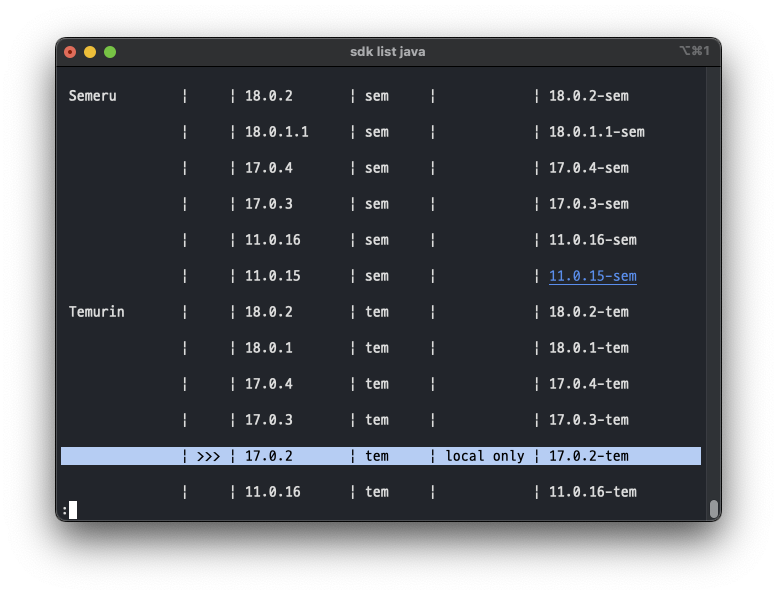 sdk list java ⌥⌘1
Semeru ¦ ¦ 18.0.2 ¦ sem ¦ ¦ 18.0.2-sem
¦ ¦ 18.0.1.1 ¦ sem ¦ ¦ 18.0.1.1-sem
¦ ¦ 17.0.4 ¦ sem ¦ ¦ 17.0.4-sem
¦ ¦ 17.0.3 ¦ sem ¦ ¦ 17.0.3-sem
¦ ¦ 11.0.16 ¦ sem ¦ ¦ 11.0.16-sem
¦ ¦ 11.0.15 ¦ sem ¦ ¦ 11.0.15-sem
Temurin ¦ ¦ 18.0.2 ¦ tem ¦ ¦ 18.0.2-tem
¦ ¦ 18.0.1 ¦ tem ¦ ¦ 18.0.1-tem
¦ ¦ 17.0.4 ¦ tem ¦ ¦ 17.0.4-tem
¦ ¦ 17.0.3 ¦ tem ¦ ¦ 17.0.3-tem
¦ >>> ¦ 17.0.2 ¦ tem ¦ local only ¦ 17.0.2-tem
¦ ¦ 11.0.16 ¦ tem ¦ ¦ 11.0.16-tem
: